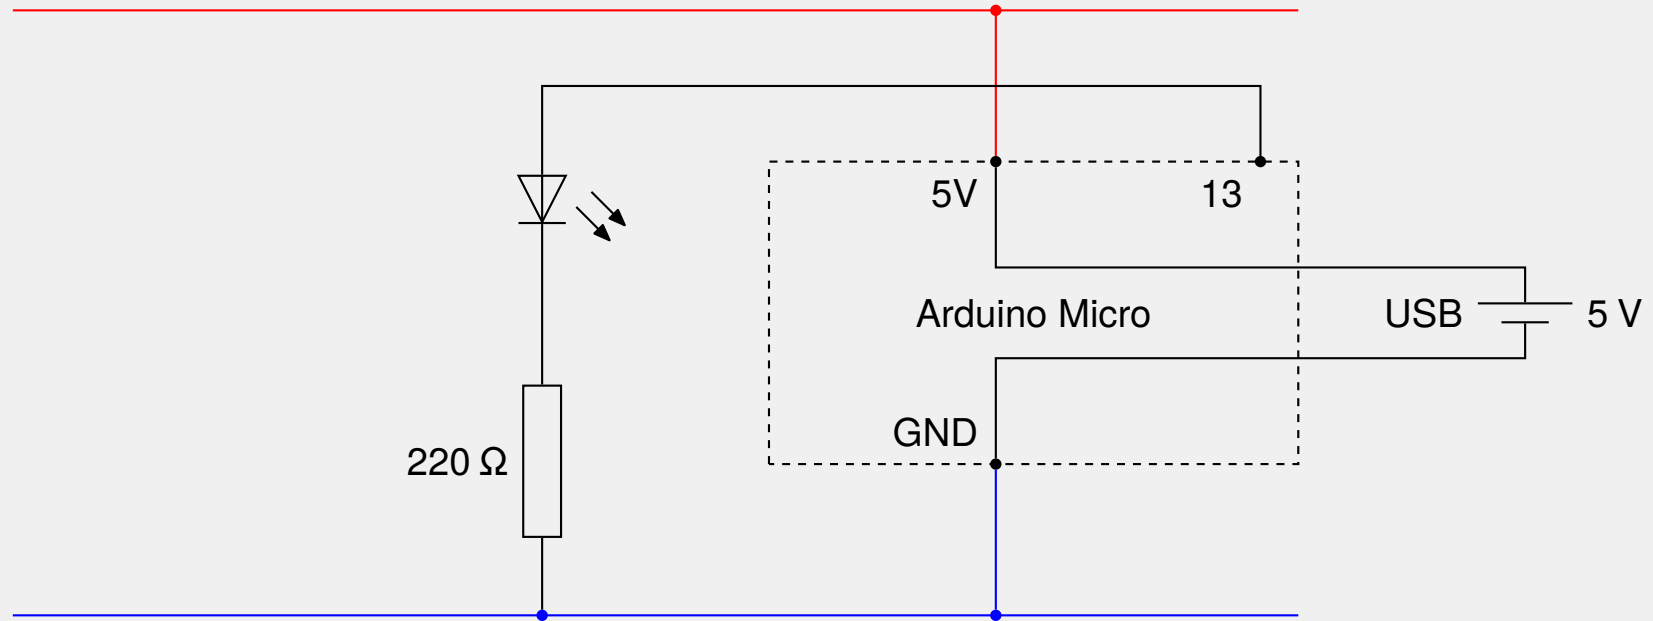 5V
13
Arduino Micro
USB
5 V
GND
220 Ω